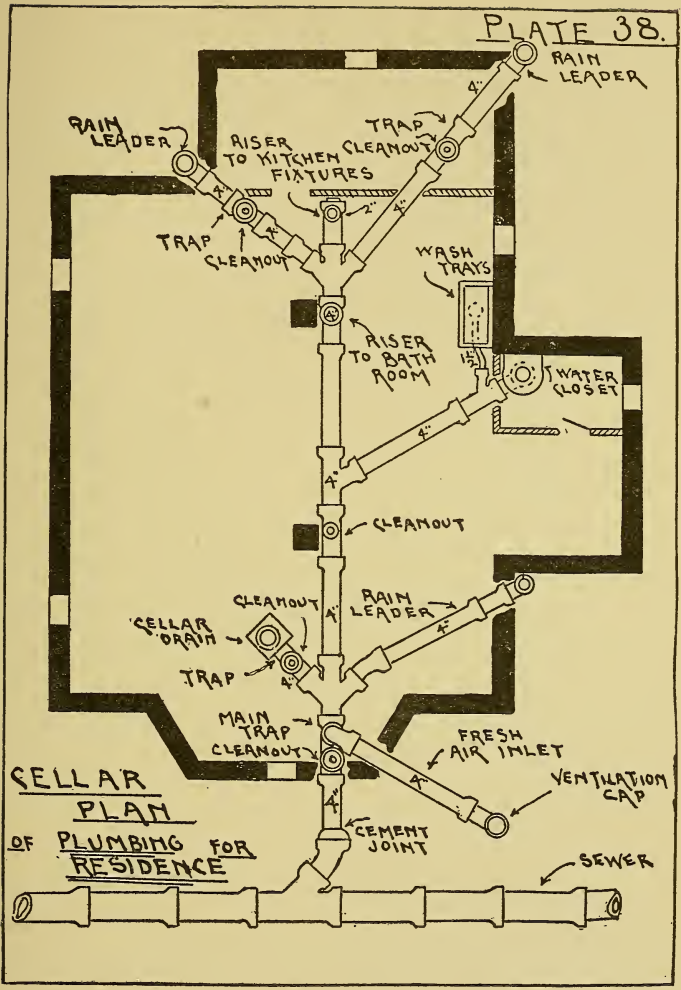 PLATE 38.
RAIN
LEADER
4"
TRAP
CLEANOUT
RAIN
LEADER
RISER
TO KITCHEN
FIXTURES
4"
2"
4"
TRAP
CLEANOUT
4"
WASH
TRAYS
4"
RISER
TO BATH
ROOM
1½"
WATER
CLOSET
4"
4"
CLEANOUT
CLEANOUT
4"
RAIN
LEADER
4"
CELLAR
DRAIN
TRAP
4"
MAIN
TRAP
CLEANOUT
FRESH
AIR INLET
4"
VENTILATION
CAP
4"
CEMENT
JOINT
CELLAR
PLAN
OF PLUMBING FOR
RESIDENCE
SEWER